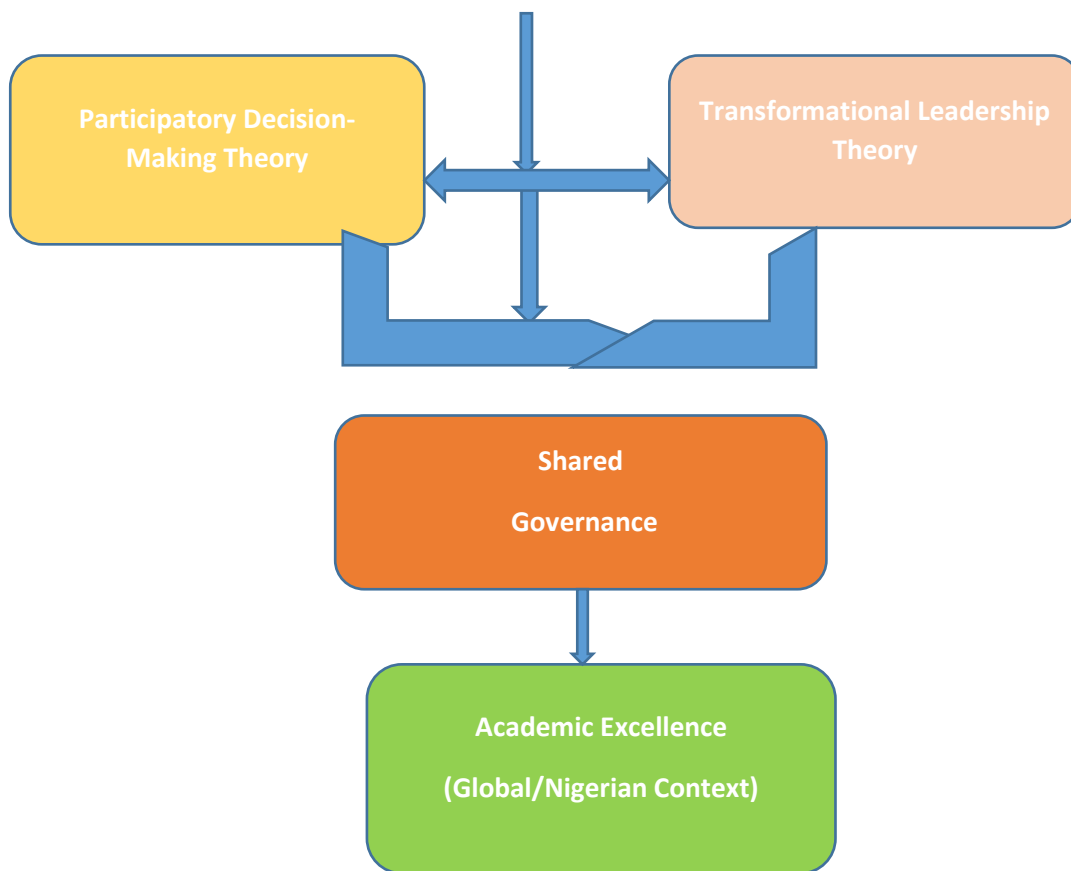 Participatory Decision-
Making Theory
Transformational Leadership
Theory
Shared
Governance
Academic Excellence
(Global/Nigerian Context)